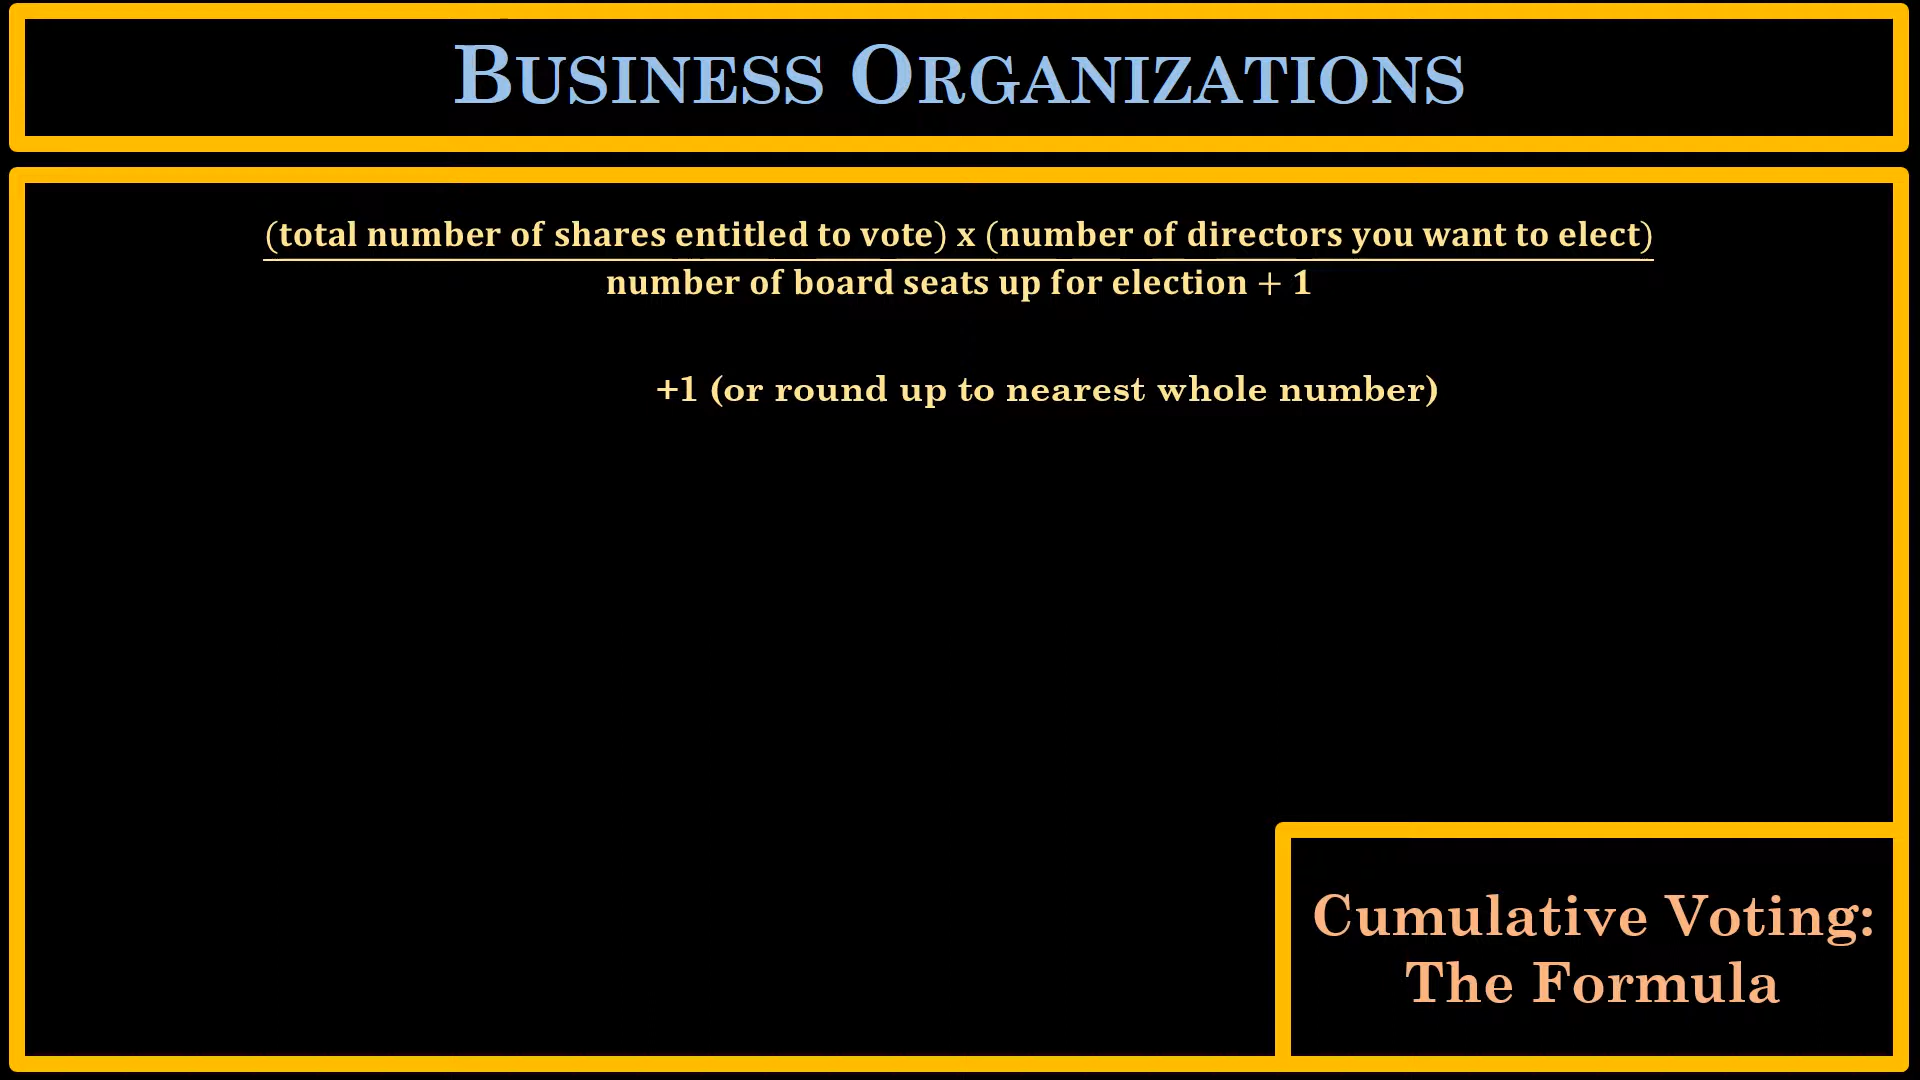 BUSINESS ORGANIZATIONS
(total number of shares entitled to vote) x (number of directors you want to elect)
number of board seats up for election + 1
+1 (or round up to nearest whole number)
Cumulative Voting:
The Formula